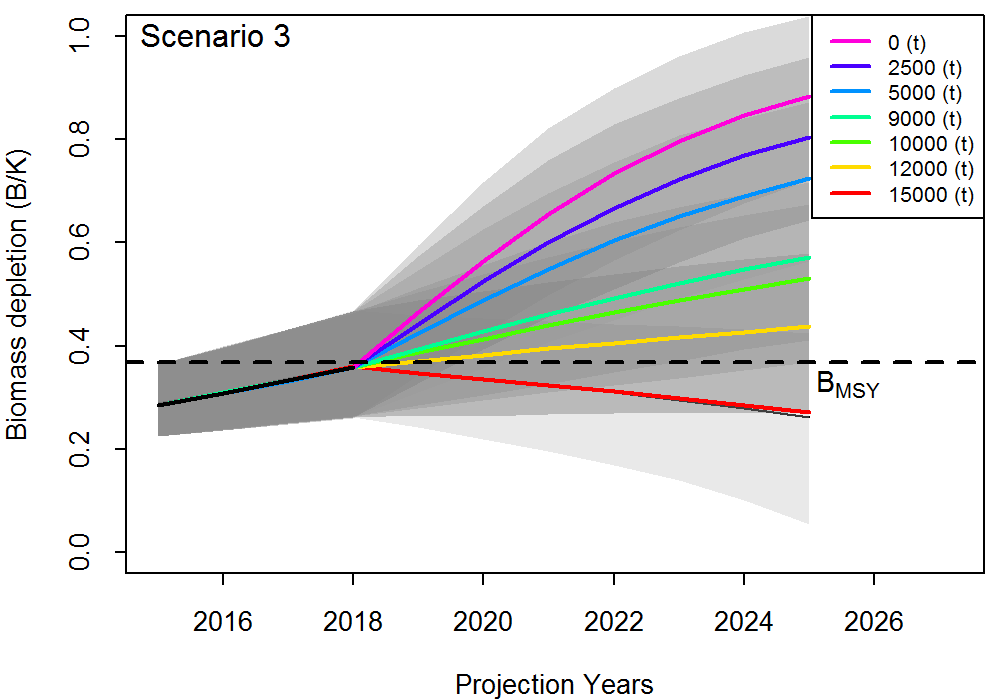 Scenario 3
0 (t)
2500 (t)
5000 (t)
9000 (t)
10000 (t)
12000 (t)
15000 (t)
Biomass depletion (B/K)
1.0
0.8
0.6
0.4
0.2
0.0
BMSY
2016 2018 2020 2022 2024 2026
Projection Years